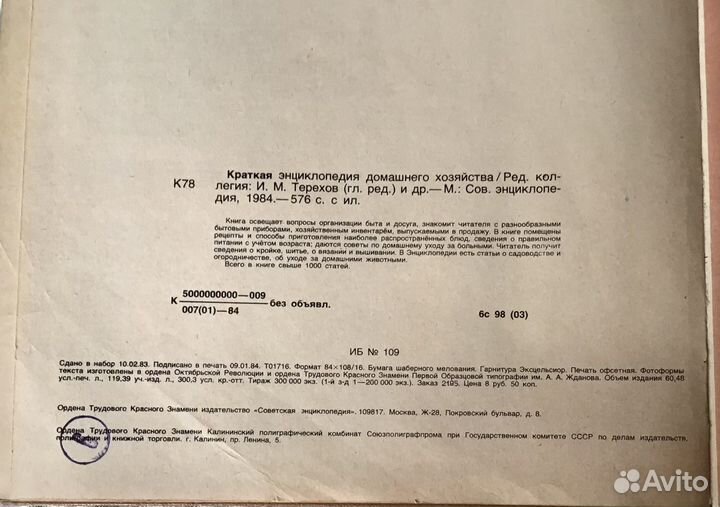 Краткая энциклопедия домашнего хозяйства/Ред. кол-
К78 легия: И. М. Терехов (гл. ред.) и др.—М.: Сов. энциклопе-
дия, 1984.—576 с. с ил.
Книга освещает вопросы организации быта и досуга, знакомит читателя с разнообразными
бытовыми приборами, хозяйственным инвентарём, выпускаемыми в продажу. В книге помещены
рецепты и способы приготовления наиболее распространённых блюд, сведения о правильном
питании с учётом возраста; даются советы по домашнему уходу за больными. Читатель получит
сведения о кройке, шитье, о вязании и вышивании. В Энциклопедии есть статьи о садоводстве и
огородничестве, об уходе за домашними животными.
Всего в книге свыше 1000 статей.
К 5000000000—009
007(01)—84 без объявл.
6с 98 (03)
ИБ № 109
Сдано в набор 10.02.83. Подписано в печать 09.01.84. Т01716. Формат 84×108/16. Бумага шаберного мелования. Гарнитура Эксцельсиор. Печать офсетная. Фотоформы
текста изготовлены в ордена Октябрьской Революции и ордена Трудового Красного Знамени Первой Образцовой типографии им. А. А. Жданова. Объем издания 60,48
усл.-печ. л., 119,39 уч.-изд. л., 300,3 усл. кр.-отт. Тираж 300 000 экз. (1-й з-д 1—200 000 экз.). Заказ 2195. Цена 8 руб. 50 коп.
Ордена Трудового Красного Знамени издательство «Советская энциклопедия». 109817. Москва, Ж-28, Покровский бульвар, д. 8.
Ордена Трудового Красного Знамени Калининский полиграфический комбинат Союзполиграфпрома при Государственном комитете СССР по делам издательств,
полиграфии и книжной торговли. г. Калинин, пр. Ленина, 5.
Avito